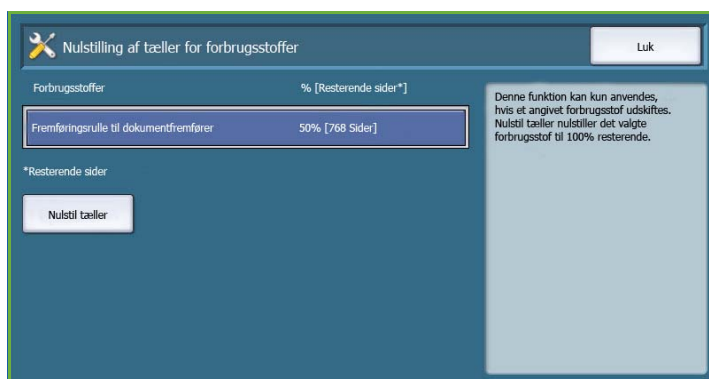 Nulstilling af tæller for forbrugsstoffer
Luk
Forbrugsstoffer
% [Resterende sider*]
Fremføringsrulle til dokumentfremfører
50% [768 Sider]
*Resterende sider
Nulstil tæller
Denne funktion kan kun anvendes,
hvis et angivet forbrugsstof udskiftes.
Nulstil tæller nulstiller det valgte
forbrugsstof til 100% resterende.